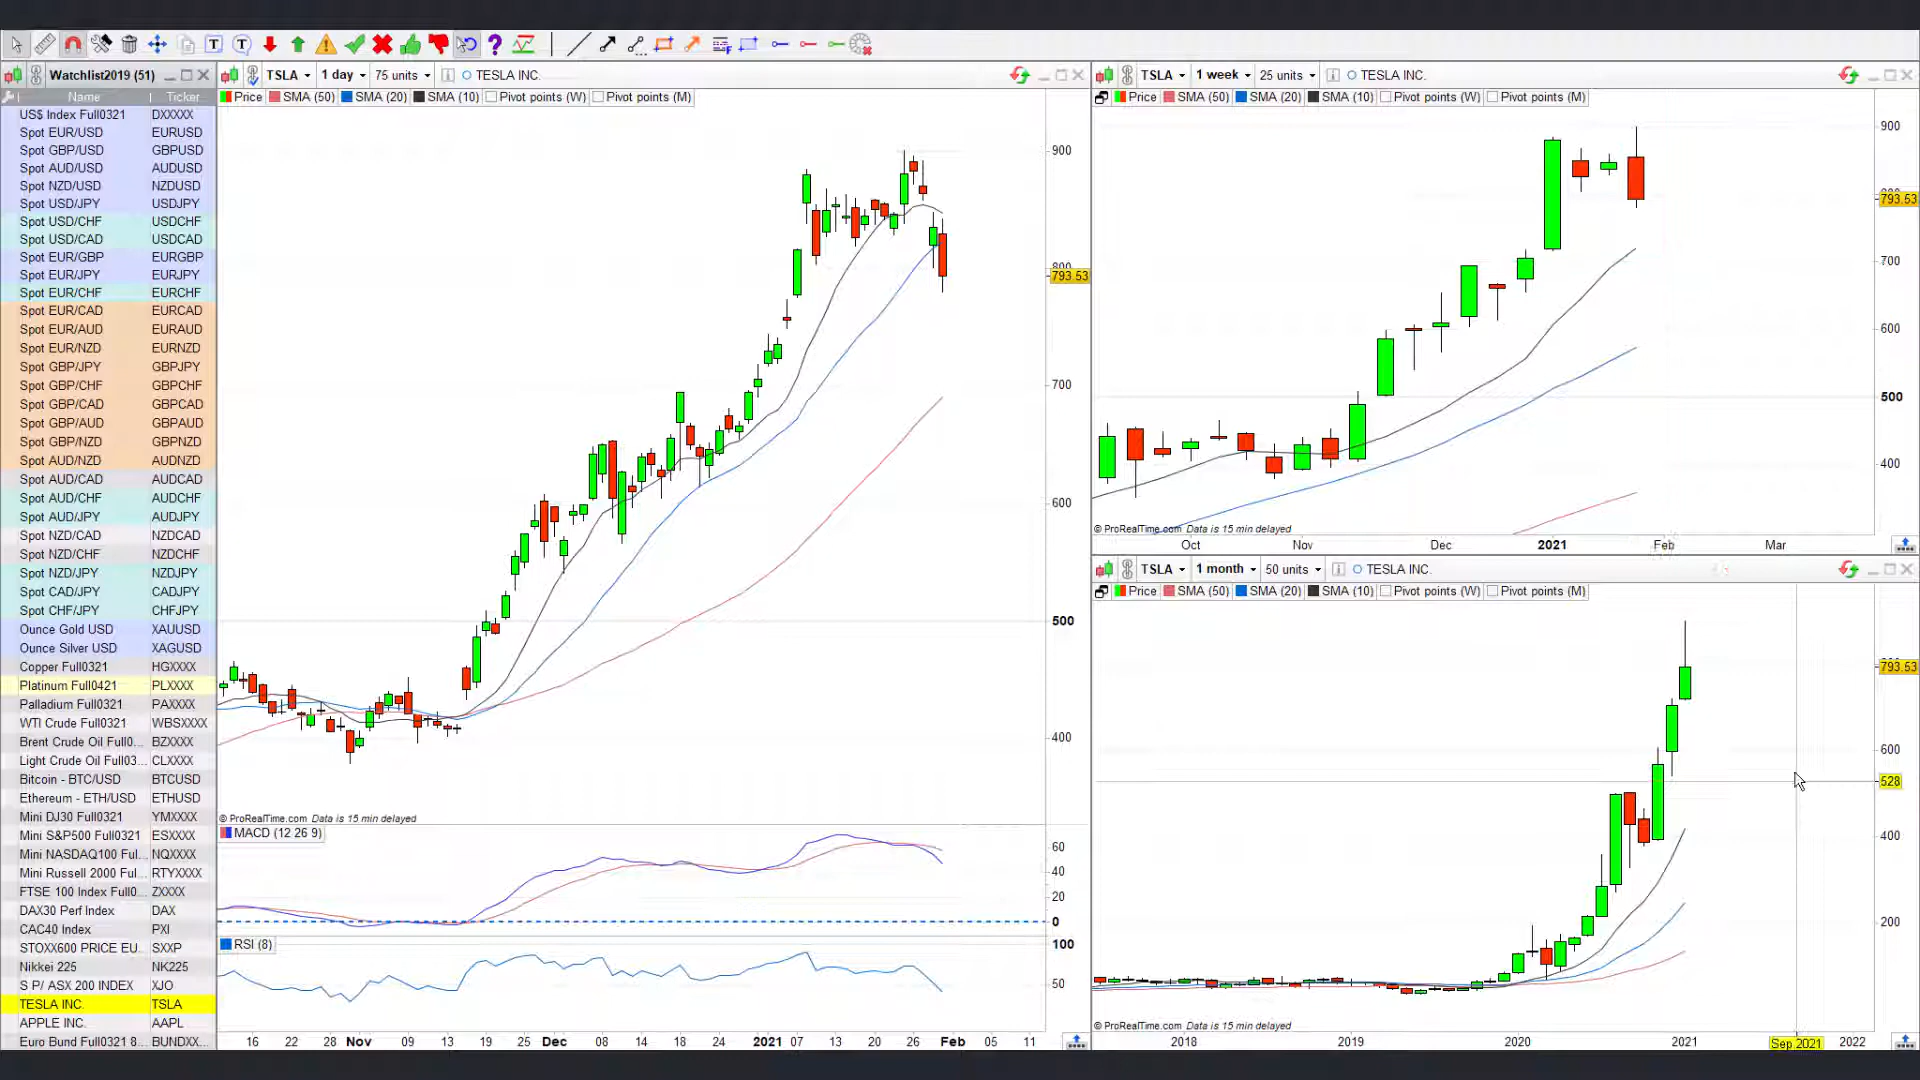 Watchlist2019 (51)
Name Ticker
US$ Index Full0321 DXXXXX
Spot EUR/USD EURUSD
Spot GBP/USD GBPUSD
Spot AUD/USD AUDUSD
Spot NZD/USD NZDUSD
Spot USD/JPY USDJPY
Spot USD/CHF USDCHF
Spot USD/CAD USDCAD
Spot EUR/GBP EURGBP
Spot EUR/JPY EURJPY
Spot EUR/CHF EURCHF
Spot EUR/CAD EURCAD
Spot EUR/AUD EURAUD
Spot EUR/NZD EURNZD
Spot GBP/JPY GBPJPY
Spot GBP/CHF GBPCHF
Spot GBP/CAD GBPCAD
Spot GBP/AUD GBPAUD
Spot GBP/NZD GBPNZD
Spot AUD/NZD AUDNZD
Spot AUD/CAD AUDCAD
Spot AUD/CHF AUDCHF
Spot AUD/JPY AUDJPY
Spot NZD/CAD NZDCAD
Spot NZD/CHF NZDCHF
Spot NZD/JPY NZDJPY
Spot CAD/JPY CADJPY
Spot CHF/JPY CHFJPY
Ounce Gold USD XAUUSD
Ounce Silver USD XAGUSD
Copper Full0321 HGXXXX
Platinum Full0421 PLXXXX
Palladium Full0321 PAXXXX
WTI Crude Full0321 WBSXXXX
Brent Crude Oil Full0... BZXXXX
Light Crude Oil Full03... CLXXXX
Bitcoin - BTC/USD BTCUSD
Ethereum - ETH/USD ETHUSD
Mini DJ30 Full0321 YMXXXX
Mini S&P500 Full0321 ESXXXX
Mini NASDAQ100 Ful... NQXXXX
Mini Russell 2000 Ful... RTYXXXX
FTSE 100 Index Full0... ZXXXX
DAX30 Perf Index DAX
CAC40 Index PXI
STOXX600 PRICE EU... SXXP
Nikkei 225 NK225
S P/ ASX 200 INDEX XJO
TESLA INC. TSLA
APPLE INC. AAPL
Euro Bund Full0321 8... BUNDXX...
TSLA 1 day 75 units TESLA INC.
Price SMA (50) SMA (20) SMA (10) Pivot points (W) Pivot points (M)
900
800
793.53
700
600
500
400
© ProRealTime.com Data is 15 min delayed
MACD (12 26 9)
60
40
20
0
RSI (8)
100
50
16 22 28 Nov 09 13 19 25 Dec 08 14 18 24 2021 07 13 20 26 Feb 05 11
TSLA 1 week 25 units TESLA INC.
Price SMA (50) SMA (20) SMA (10) Pivot points (W) Pivot points (M)
900
793.53
700
600
500
400
© ProRealTime.com Data is 15 min delayed
Oct Nov Dec 2021 Feb Mar
TSLA 1 month 50 units TESLA INC.
Price SMA (50) SMA (20) SMA (10) Pivot points (W) Pivot points (M)
793.53
600
528
400
200
© ProRealTime.com Data is 15 min delayed
2018 2019 2020 2021 Sep 2021 2022